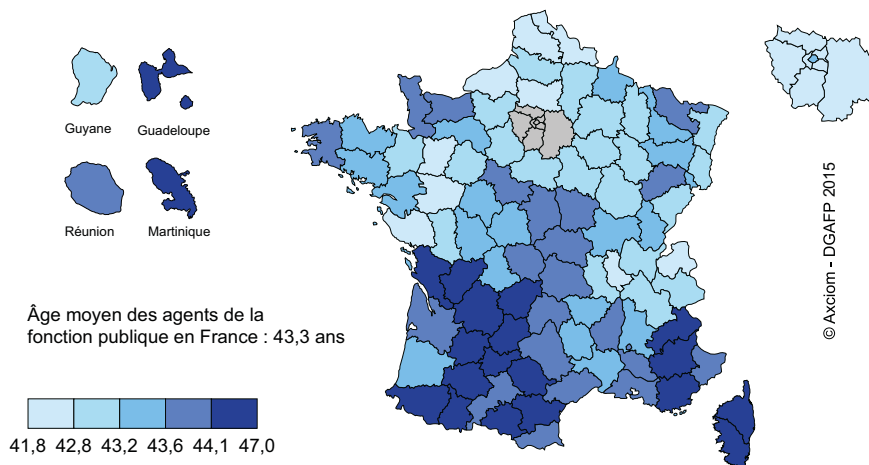 Guyane
Guadeloupe
Réunion
Martinique
Âge moyen des agents de la
fonction publique en France : 43,3 ans
41,8 42,8 43,2 43,6 44,1 47,0
© Axciom - DGAFP 2015